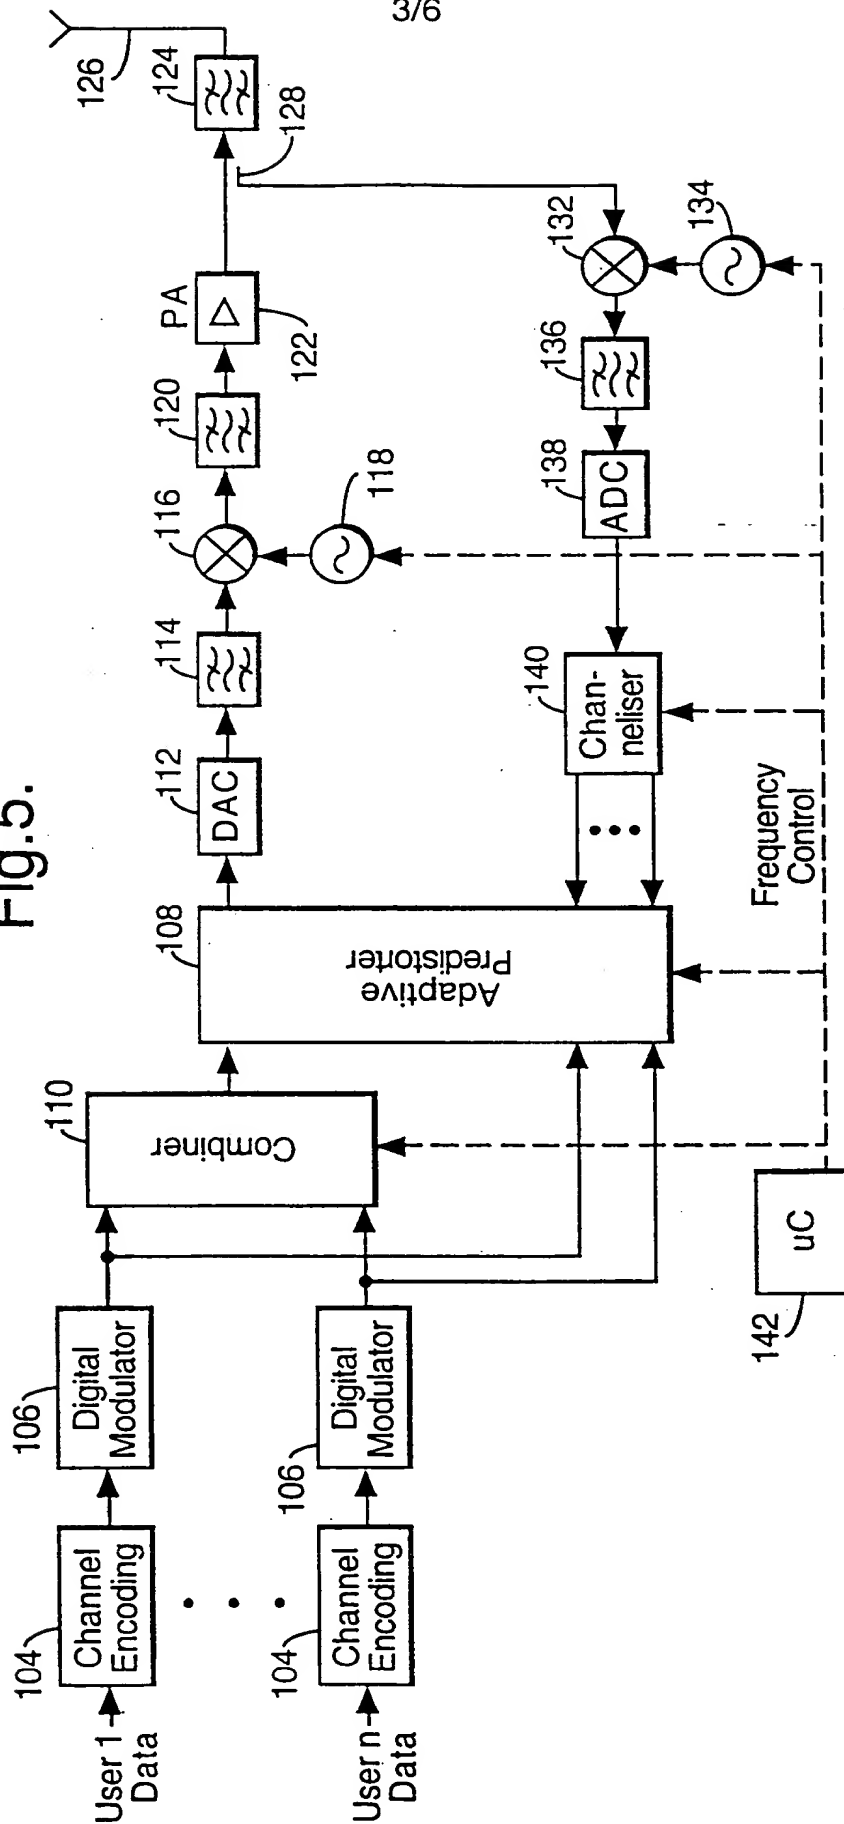 3/6
Fig.5.
User 1
Data
104
Channel
Encoding
106
Digital
Modulator
User n
Data
104
Channel
Encoding
106
Digital
Modulator
110
Combiner
108
Adaptive
Predistorter
112
DAC
114
116
118
120
PA
122
124
126
128
132
134
136
138
ADC
140
Chan-
neliser
Frequency
Control
142
uC